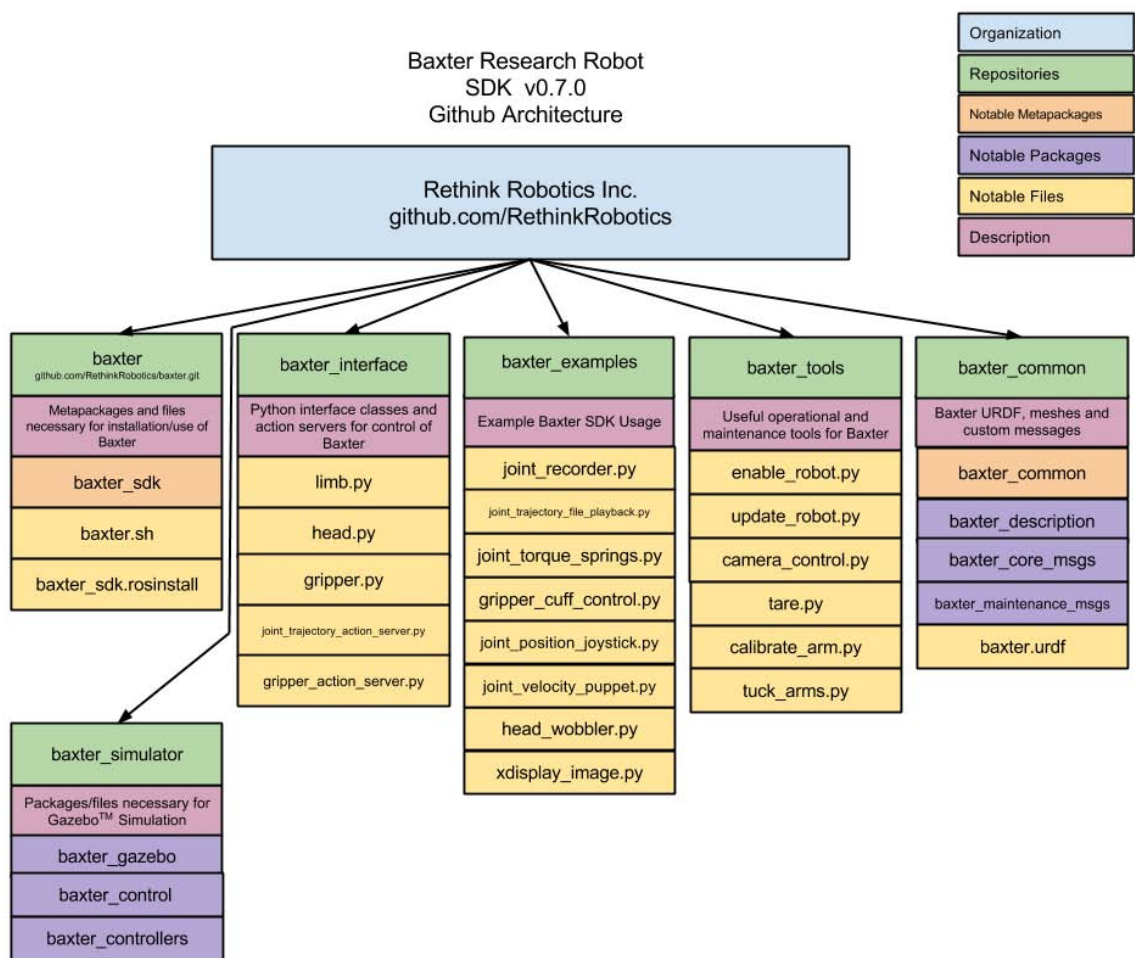 Baxter Research Robot
SDK v0.7.0
Github Architecture
Organization
Repositories
Notable Metapackages
Notable Packages
Notable Files
Description
Rethink Robotics Inc.
github.com/RethinkRobotics
baxter
github.com/RethinkRobotics/baxter.git
Metapackages and files
necessary for installation/use of
Baxter
baxter_sdk
baxter.sh
baxter_sdk.rosinstall
baxter_interface
Python interface classes and
action servers for control of
Baxter
limb.py
head.py
gripper.py
joint_trajectory_action_server.py
gripper_action_server.py
baxter_examples
Example Baxter SDK Usage
joint_recorder.py
joint_trajectory_file_playback.py
joint_torque_springs.py
gripper_cuff_control.py
joint_position_joystick.py
joint_velocity_puppet.py
head_wobbler.py
xdisplay_image.py
baxter_tools
Useful operational and
maintenance tools for Baxter
enable_robot.py
update_robot.py
camera_control.py
tare.py
calibrate_arm.py
tuck_arms.py
baxter_common
Baxter URDF, meshes and
custom messages
baxter_common
baxter_description
baxter_core_msgs
baxter_maintenance_msgs
baxter.urdf
baxter_simulator
Packages/files necessary for
Gazebo™ Simulation
baxter_gazebo
baxter_control
baxter_controllers